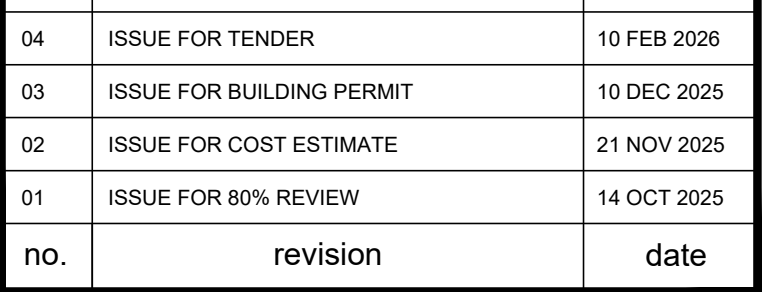 04 ISSUE FOR TENDER 10 FEB 2026
03 ISSUE FOR BUILDING PERMIT 10 DEC 2025
02 ISSUE FOR COST ESTIMATE 21 NOV 2025
01 ISSUE FOR 80% REVIEW 14 OCT 2025
no. revision date